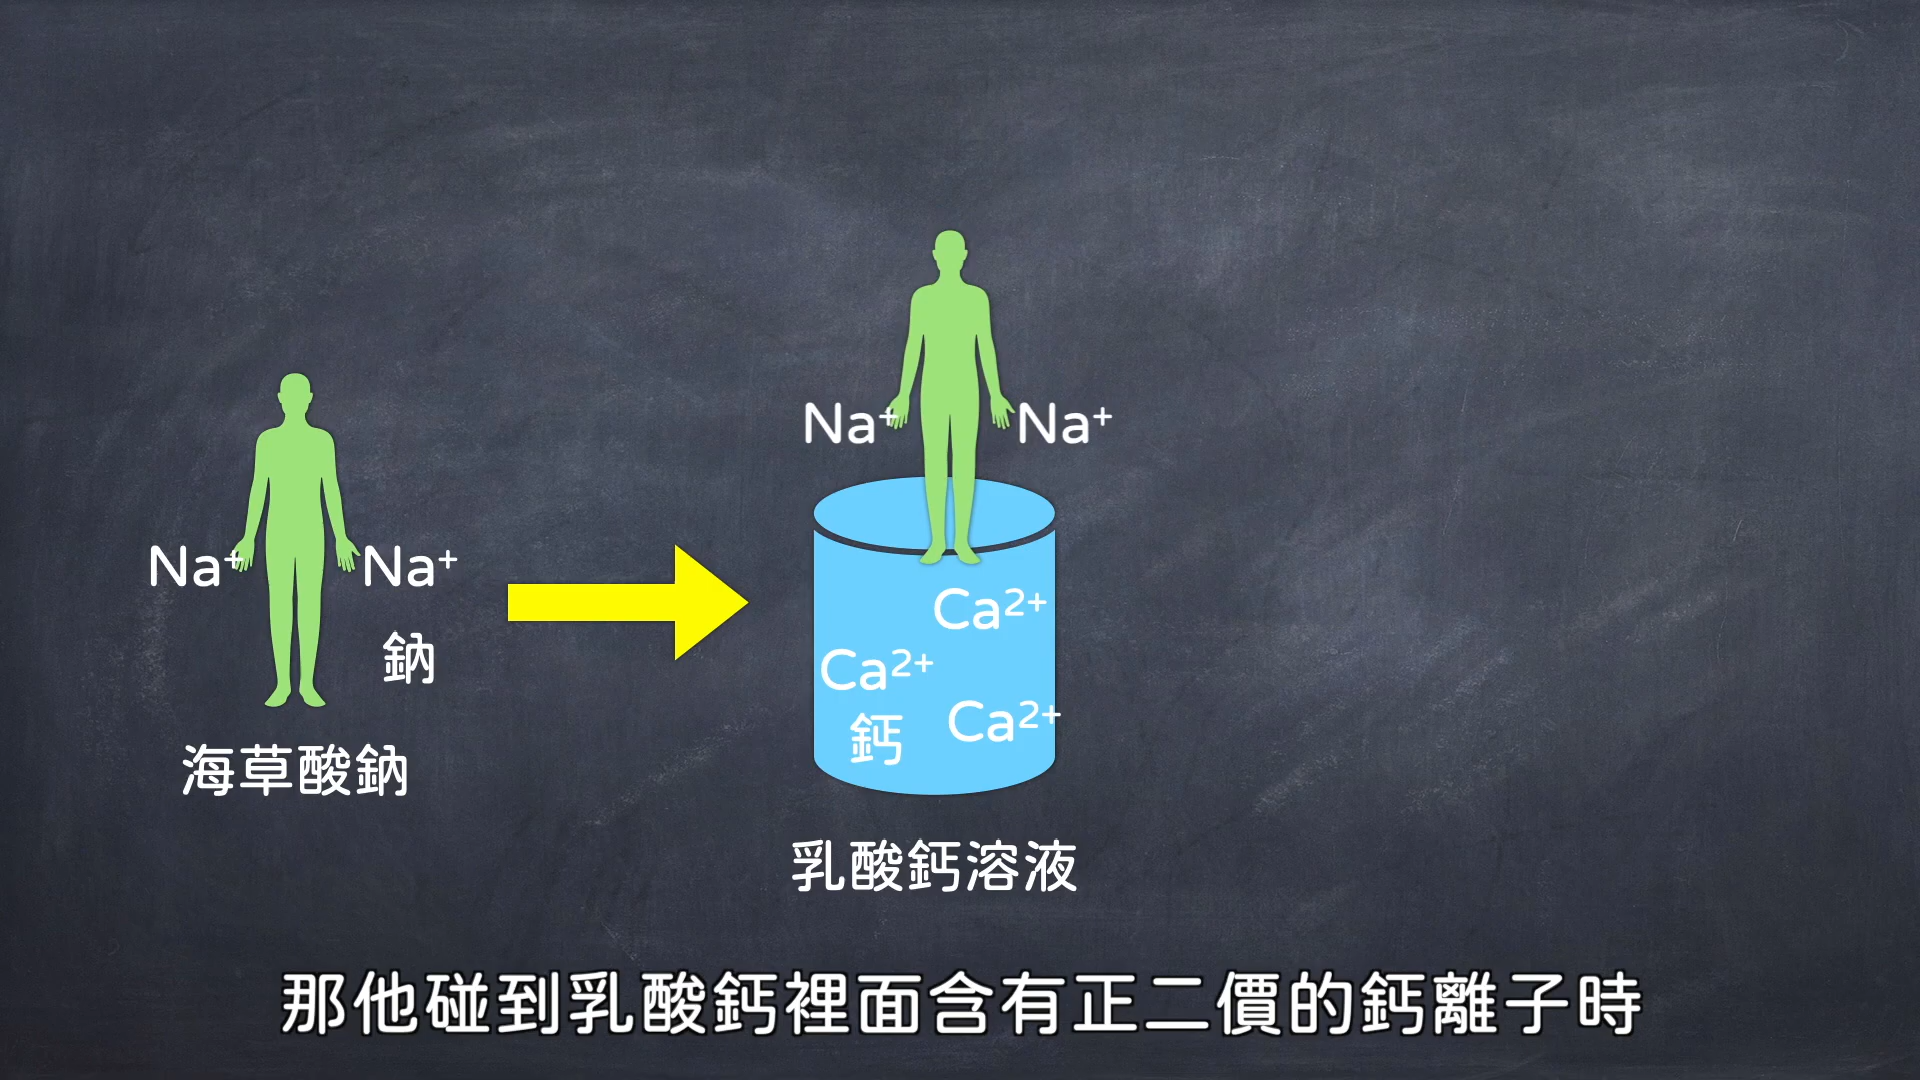 Na⁺ Na⁺
鈉
海草酸鈉
Na⁺ Na⁺
Ca²⁺
Ca²⁺
鈣
Ca²⁺
乳酸鈣溶液
那他碰到乳酸鈣裡面含有正二價的鈣離子時